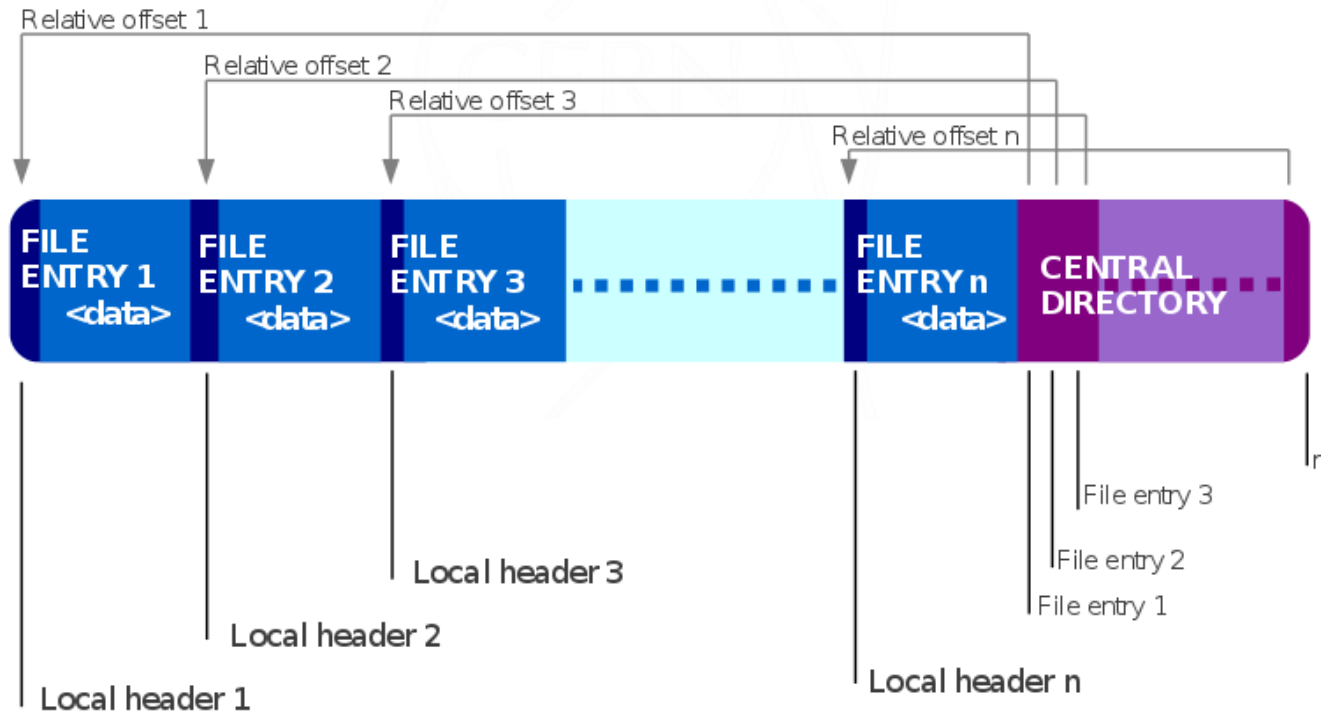 Relative offset 1
Relative offset 2
Relative offset 3
Relative offset n
FILE
ENTRY 1
<data>
FILE
ENTRY 2
<data>
FILE
ENTRY 3
<data>
FILE
ENTRY n
<data>
CENTRAL
DIRECTORY
File entry 3
File entry 2
File entry 1
Local header 3
Local header 2
Local header n
Local header 1
CERN